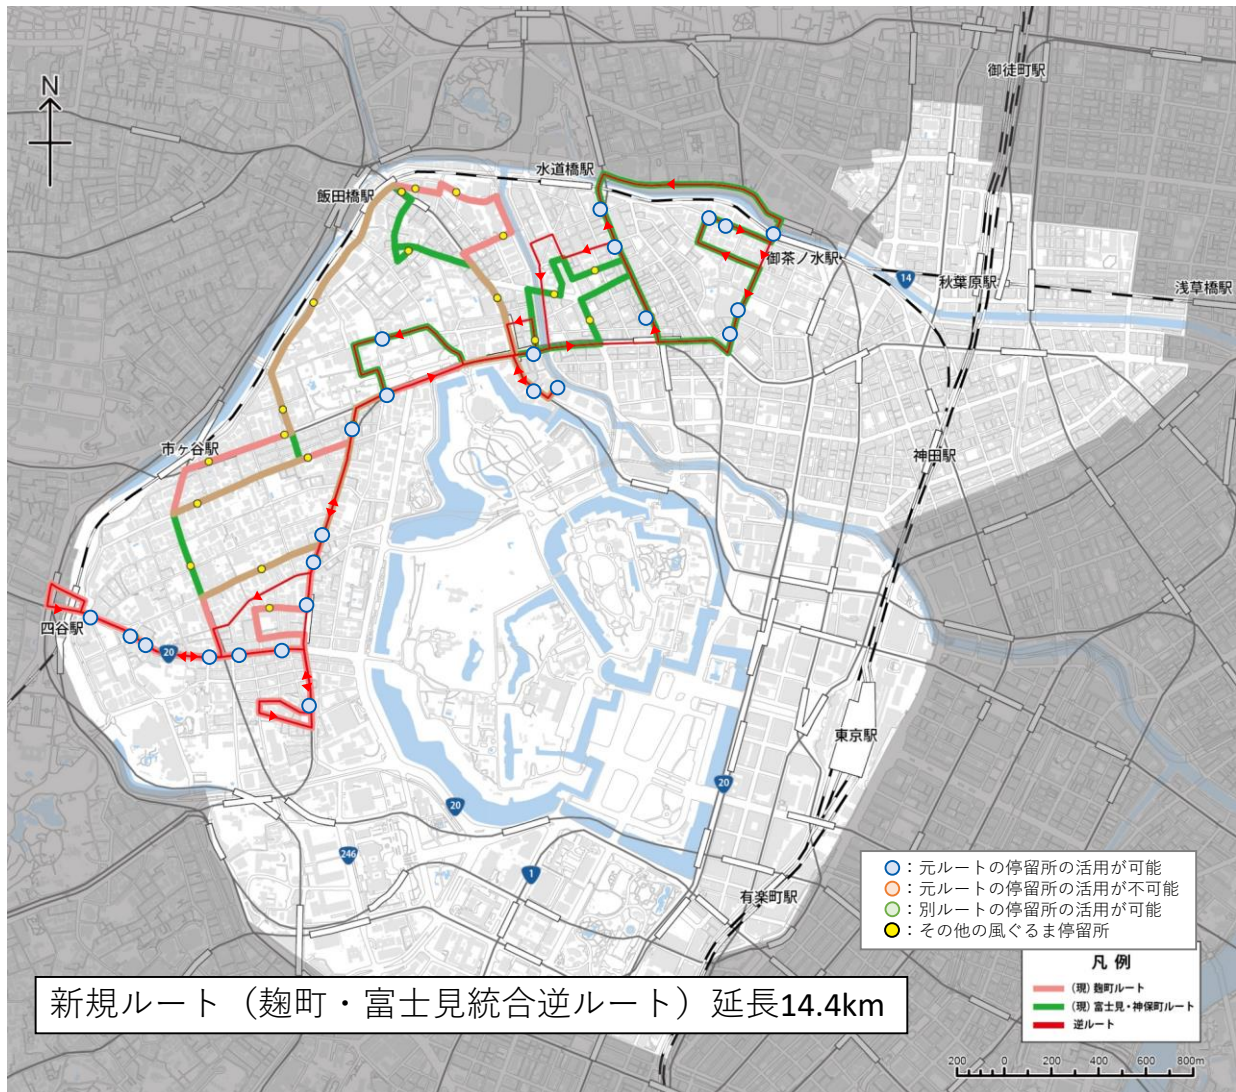 N
御徒町駅
水道橋駅
飯田橋駅
御茶ノ水駅
14
秋葉原駅
浅草橋駅
市ヶ谷駅
神田駅
四谷駅
20
東京駅
20
20
246
1
有楽町駅
：元ルートの停留所の活用が可能
：元ルートの停留所の活用が不可能
：別ルートの停留所の活用が可能
：その他の風ぐるま停留所
凡 例
（現）麹町ルート
（現）富士見・神保町ルート
逆ルート
新規ルート（麹町・富士見統合逆ルート）延長14.4km
200 0 200 400 600 800m